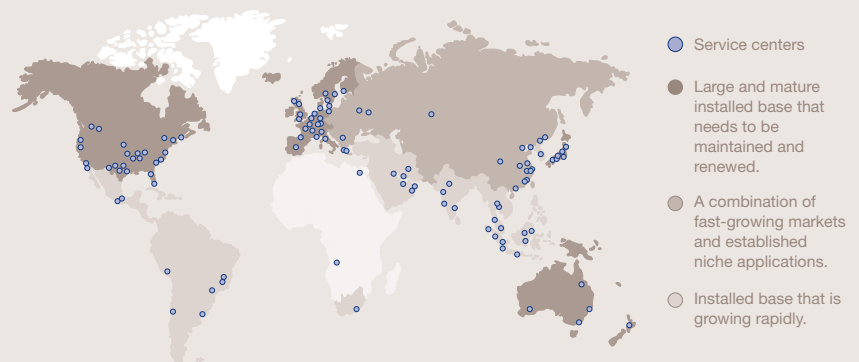 Service centers
Large and mature
installed base that
needs to be
maintained and
renewed.
A combination of
fast-growing markets
and established
niche applications.
Installed base that is
growing rapidly.